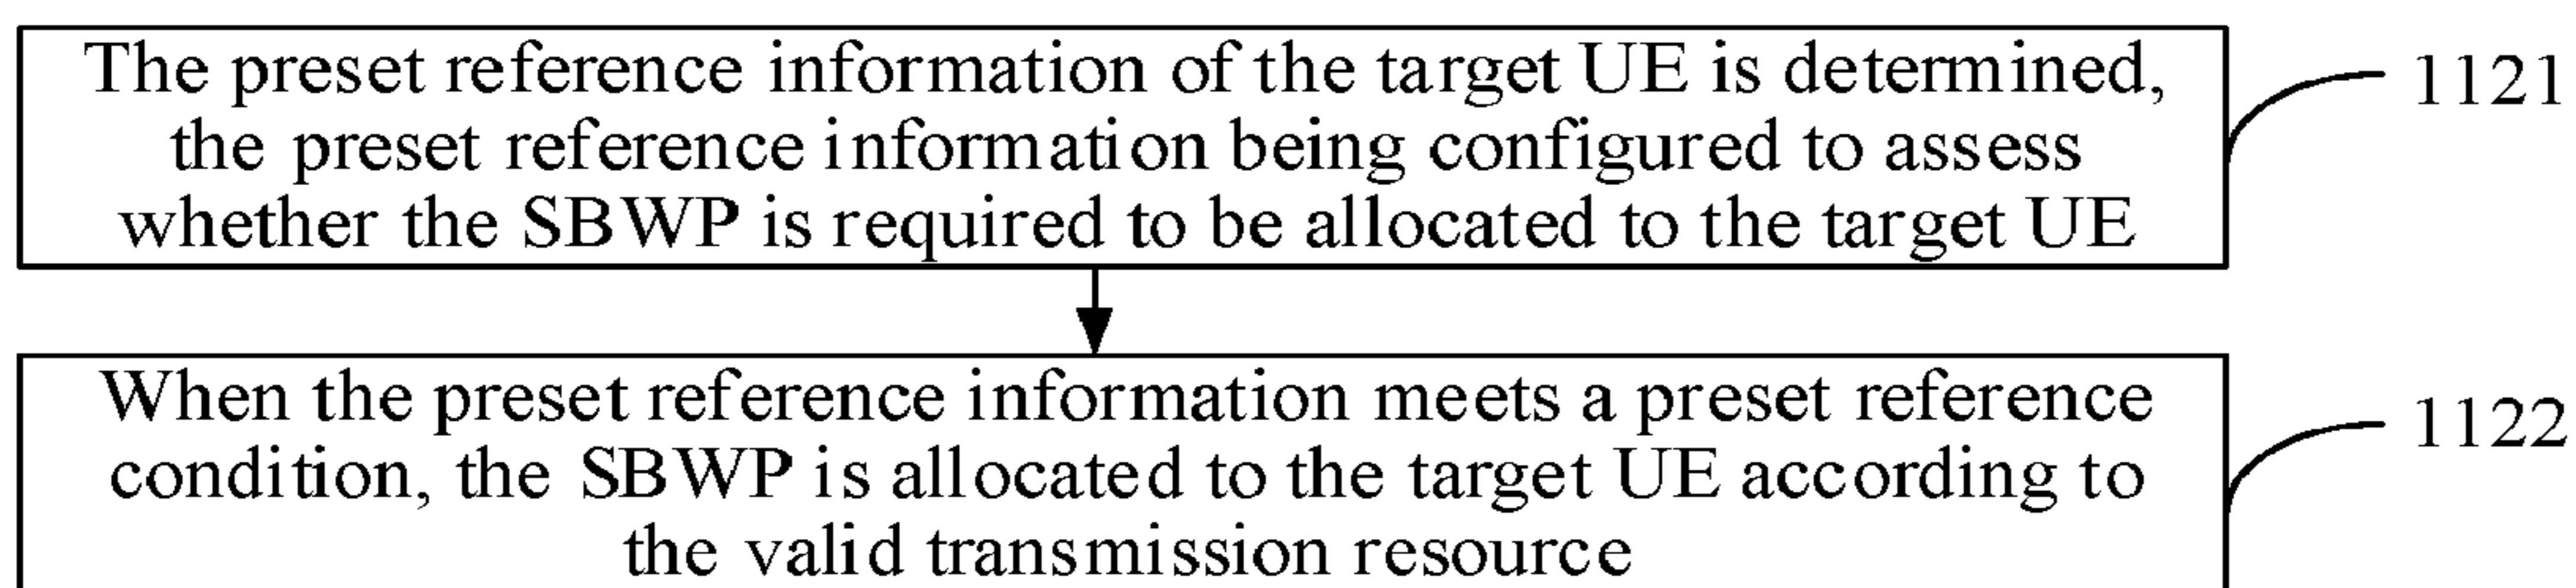 The preset reference information of the target UE is determined,
the preset reference information being configured to assess
whether the SBWP is required to be allocated to the target UE
1121
When the preset reference information meets a preset reference
condition, the SBWP is allocated to the target UE according to
the valid transmission resource
1122